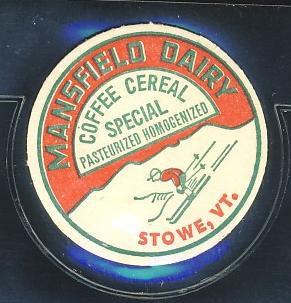 MANSFIELD DAIRY
COFFEE CEREAL
SPECIAL
PASTEURIZED HOMOGENIZED
STOWE, VT.